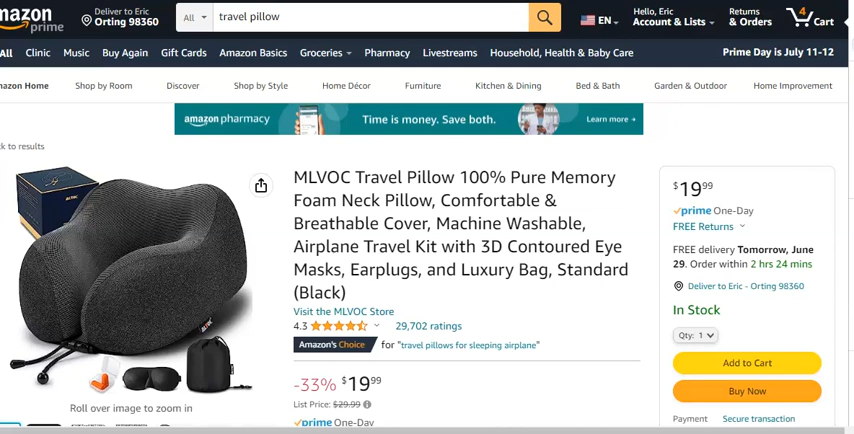 amazon
prime
Deliver to Eric
Orting 98360
All
travel pillow
EN
Hello, Eric
Account & Lists
Returns
& Orders
4
Cart
All
Clinic
Music
Buy Again
Gift Cards
Amazon Basics
Groceries
Pharmacy
Livestreams
Household, Health & Baby Care
Prime Day is July 11-12
mazon Home
Shop by Room
Discover
Shop by Style
Home Décor
Furniture
Kitchen & Dining
Bed & Bath
Garden & Outdoor
Home Improvement
amazon pharmacy
Time is money. Save both.
Learn more
ck to results
MLVOC Travel Pillow 100% Pure Memory
Foam Neck Pillow, Comfortable &
Breathable Cover, Machine Washable,
Airplane Travel Kit with 3D Contoured Eye
Masks, Earplugs, and Luxury Bag, Standard
(Black)
Visit the MLVOC Store
4.3
29,702 ratings
Amazon's Choice
for "travel pillows for sleeping airplane"
-33% $19 99
List Price: $29.99
prime One-Day
MLVOC
Roll over image to zoom in
$19 99
prime One-Day
FREE Returns
FREE delivery Tomorrow, June
29. Order within 2 hrs 24 mins
Deliver to Eric - Orting 98360
In Stock
Qty: 1
Add to Cart
Buy Now
Payment
Secure transaction